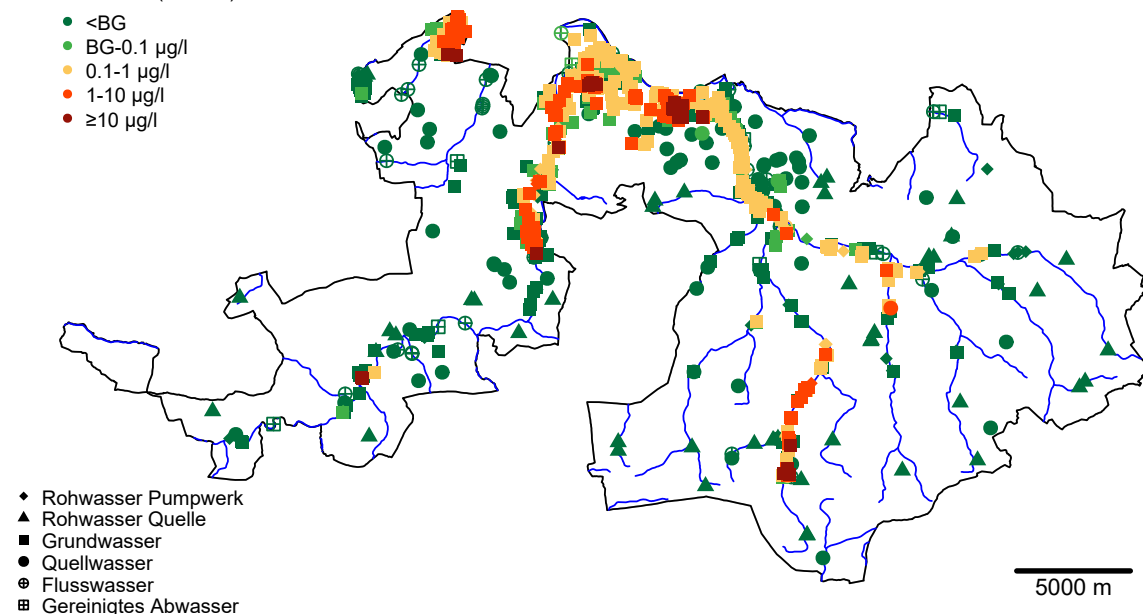 <BG
BG-0.1 µg/l
0.1-1 µg/l
1-10 µg/l
≥10 µg/l
Rohwasser Pumpwerk
Rohwasser Quelle
Grundwasser
Quellwasser
Flusswasser
Gereinigtes Abwasser
5000 m